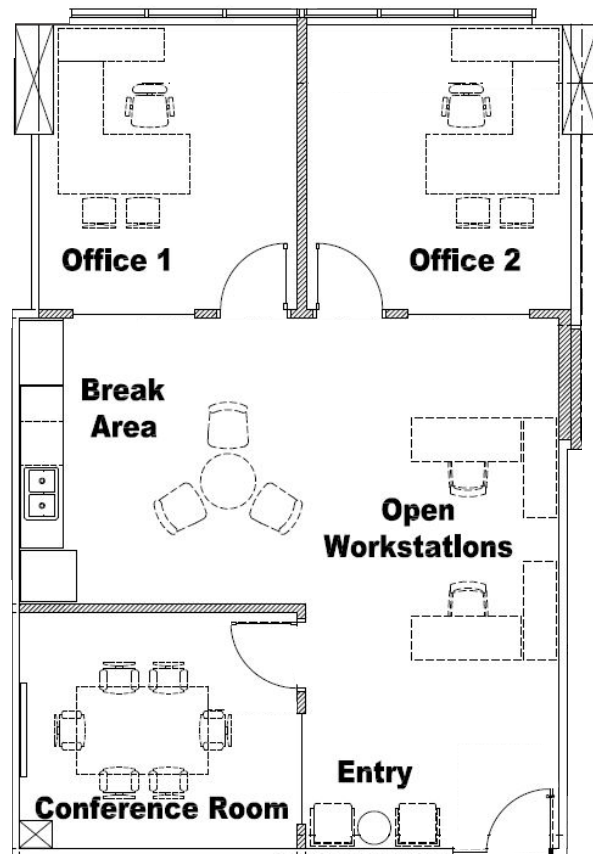 Office 1
Office 2
Break
Area
Open
Workstations
Entry
Conference Room